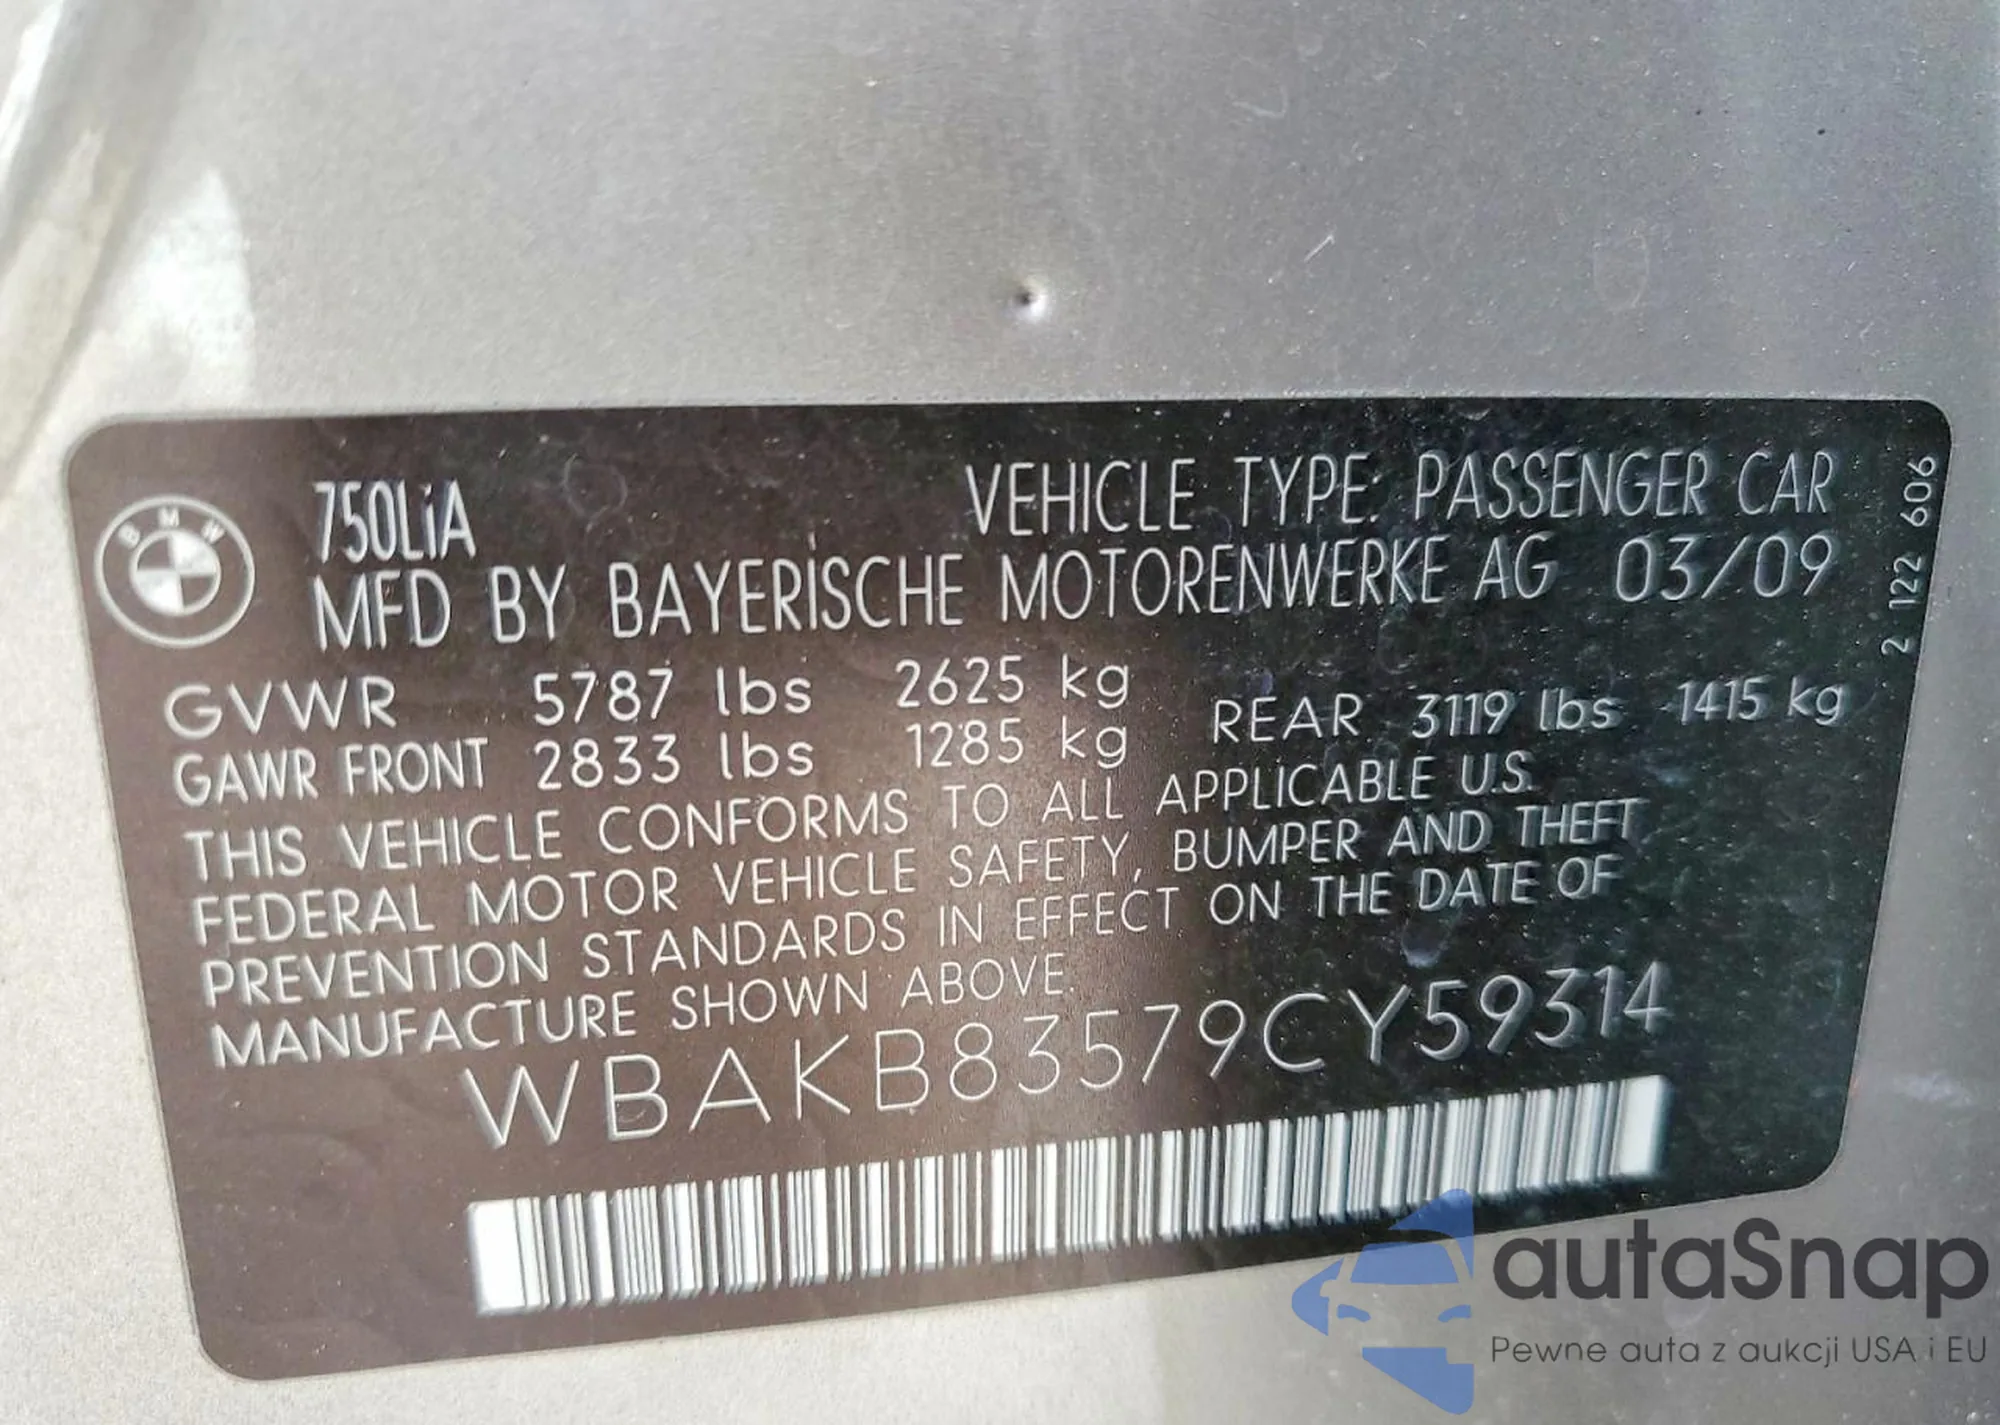 BMW
750LiA
VEHICLE TYPE: PASSENGER CAR
MFD BY BAYERISCHE MOTORENWERKE AG 03/09
GVWR 5787 lbs 2625 kg
GAWR FRONT 2833 lbs 1285 kg REAR 3119 lbs 1415 kg
THIS VEHICLE CONFORMS TO ALL APPLICABLE U.S.
FEDERAL MOTOR VEHICLE SAFETY, BUMPER AND THEFT
PREVENTION STANDARDS IN EFFECT ON THE DATE OF
MANUFACTURE SHOWN ABOVE.
WBAKB83579CY59314
2 122 606
autaSnap
Pewne auta z aukcji USA i EU